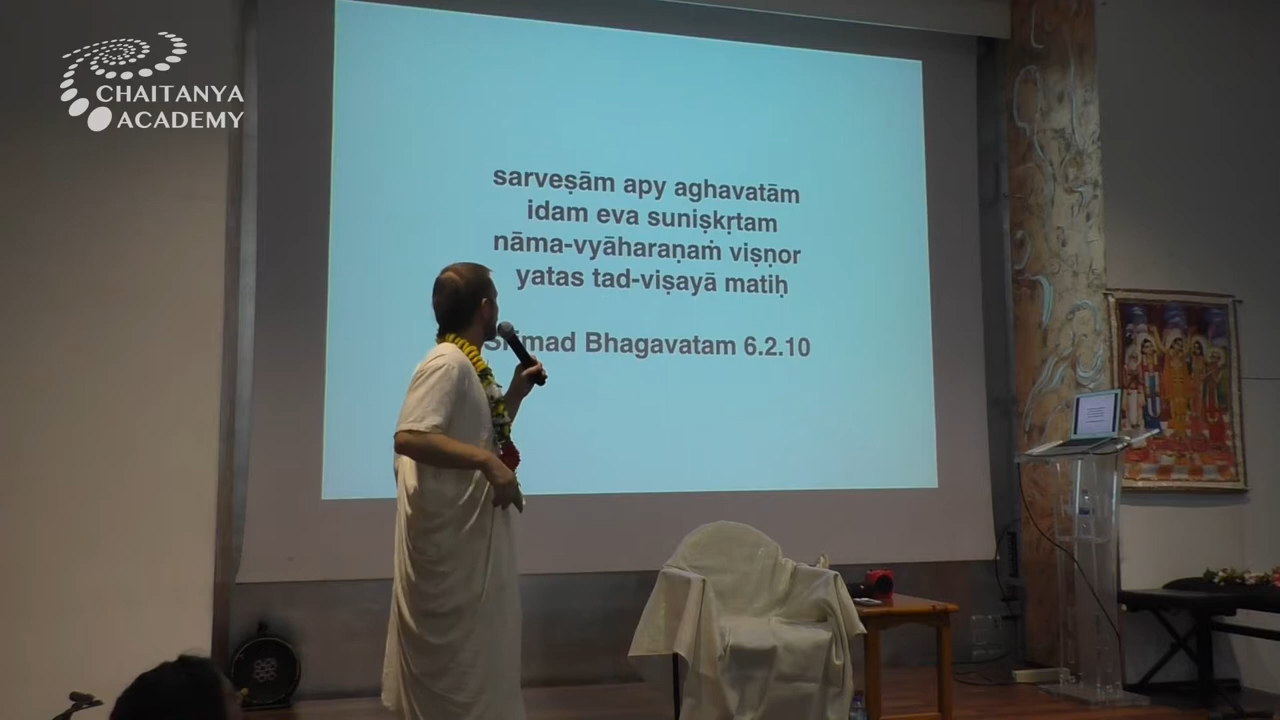 CHAITANYA
ACADEMY
sarveṣām apy aghavatām
idam eva suniṣkṛtam
nāma-vyāharaṇaṁ viṣṇor
yatas tad-viṣayā matiḥ
Srimad Bhagavatam 6.2.10